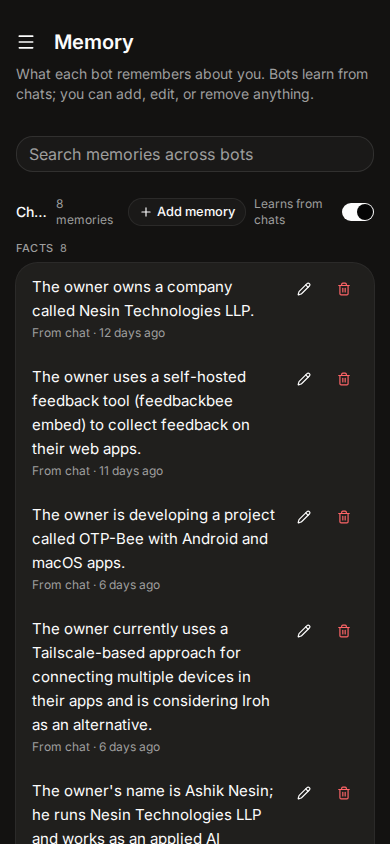 Memory
What each bot remembers about you. Bots learn from
chats; you can add, edit, or remove anything.
Search memories across bots
Ch...
8
memories
Add memory
Learns from
chats
FACTS 8
The owner owns a company
called Nesin Technologies LLP.
From chat · 12 days ago
The owner uses a self-hosted
feedback tool (feedbackbee
embed) to collect feedback on
their web apps.
From chat · 11 days ago
The owner is developing a project
called OTP-Bee with Android and
macOS apps.
From chat · 6 days ago
The owner currently uses a
Tailscale-based approach for
connecting multiple devices in
their apps and is considering Iroh
as an alternative.
From chat · 6 days ago
The owner's name is Ashik Nesin;
he runs Nesin Technologies LLP
and works as an applied AI